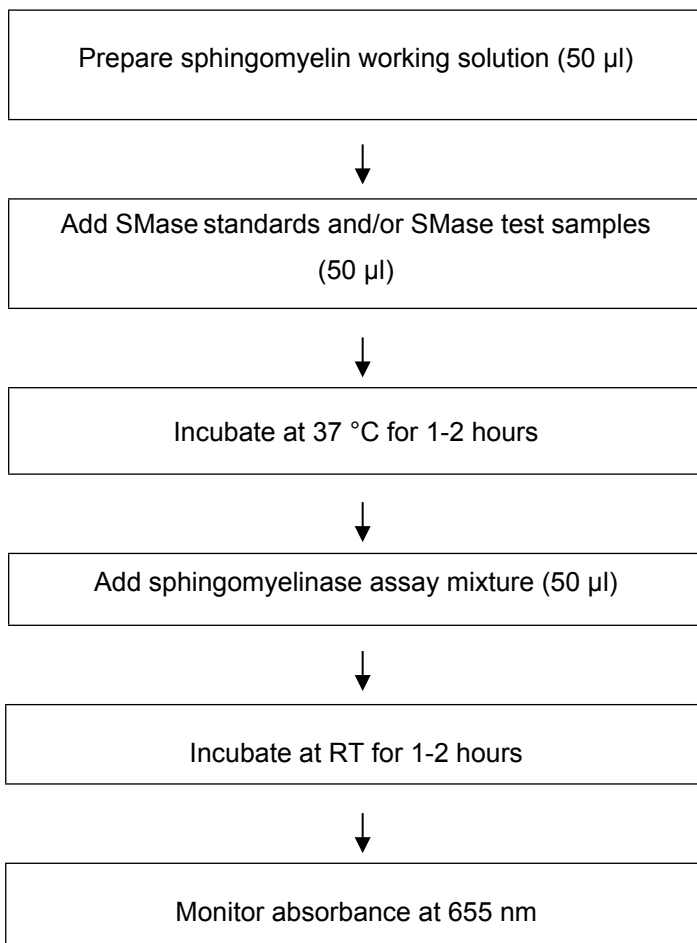 Prepare sphingomyelin working solution (50 µl)
Add SMase standards and/or SMase test samples
(50 µl)
Incubate at 37 °C for 1-2 hours
Add sphingomyelinase assay mixture (50 µl)
Incubate at RT for 1-2 hours
Monitor absorbance at 655 nm